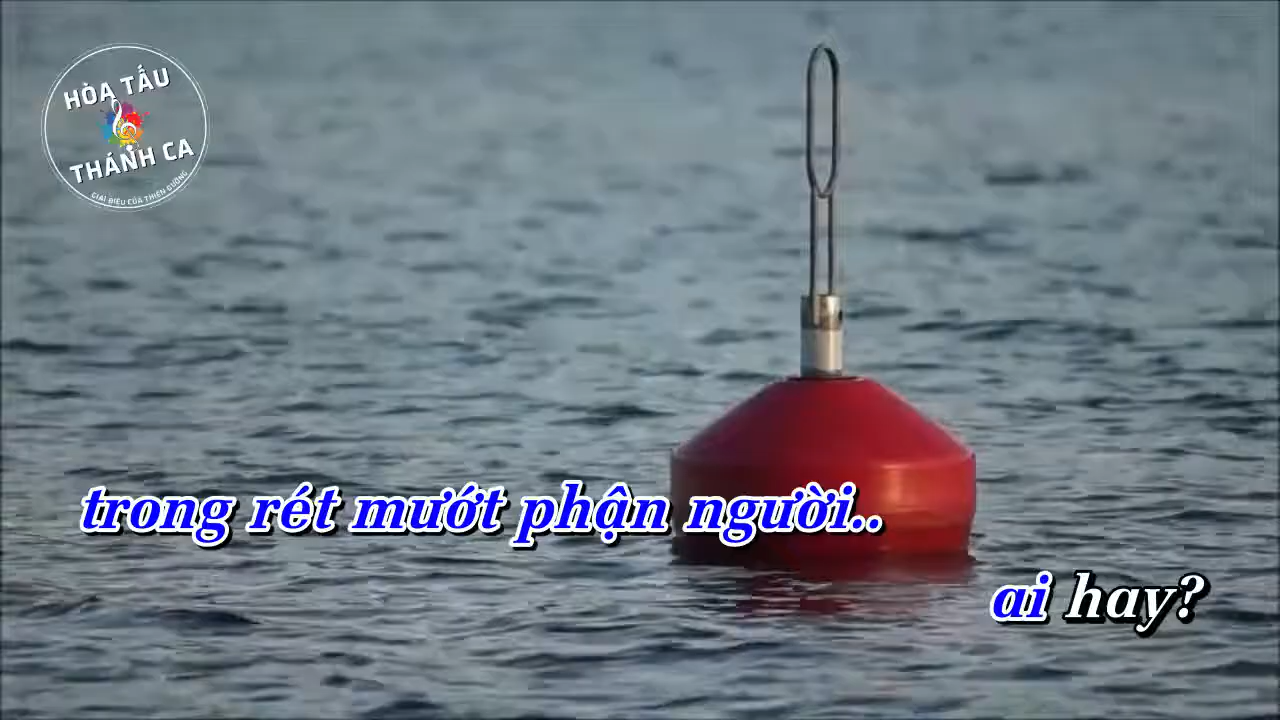 HÒA TẤU
THÁNH CA
GIAI ĐIỆU CỦA THIÊN ĐƯỜNG
trong rét mướt phận người..
ai hay?